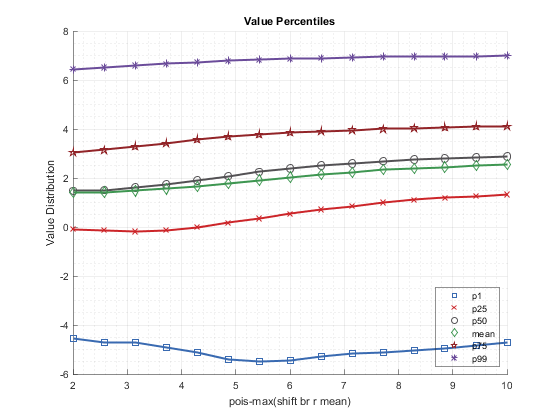 Value Percentiles
8
6
4
2
0
-2
-4
-6
Value Distribution
2
3
4
5
6
7
8
9
10
pois-max(shift br r mean)
p1
p25
p50
mean
p75
p99